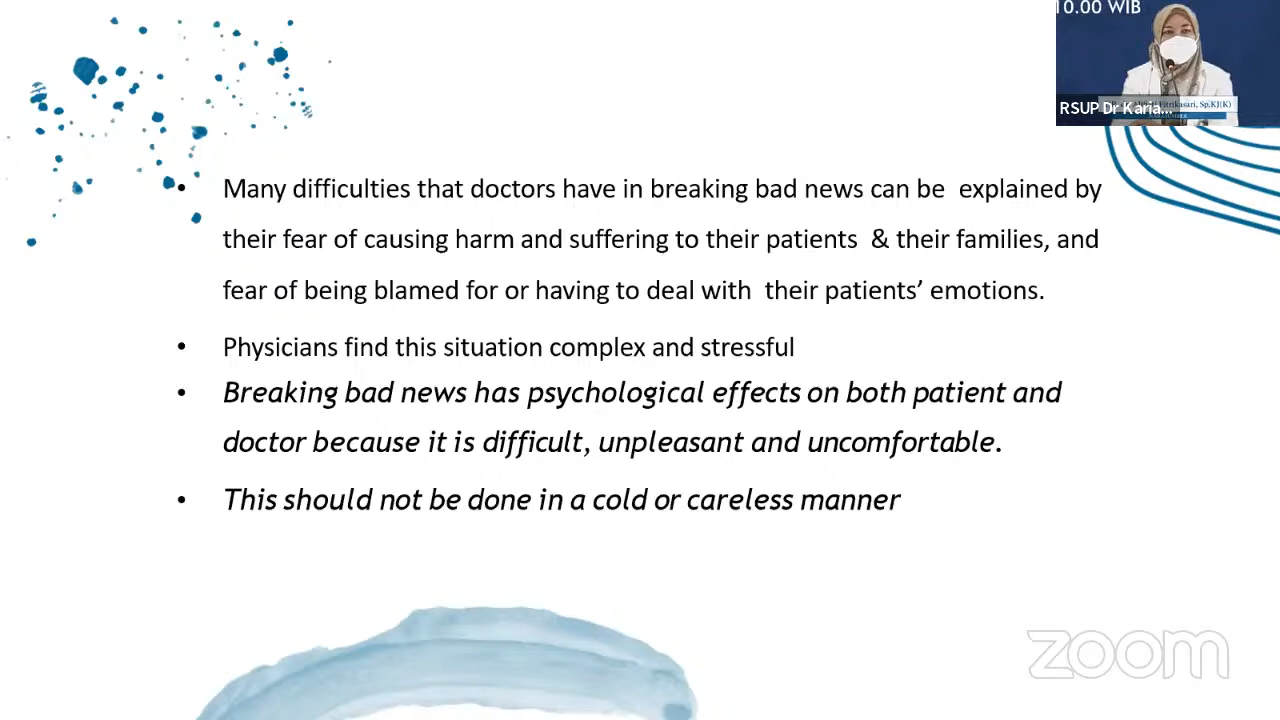 10.00 WIB
Fitrikasari, Sp.KJ(K)
RSUP Dr Karia...
NARASUMBER
• Many difficulties that doctors have in breaking bad news can be explained by
their fear of causing harm and suffering to their patients & their families, and
fear of being blamed for or having to deal with their patients’ emotions.
• Physicians find this situation complex and stressful
• Breaking bad news has psychological effects on both patient and
doctor because it is difficult, unpleasant and uncomfortable.
• This should not be done in a cold or careless manner
zoom